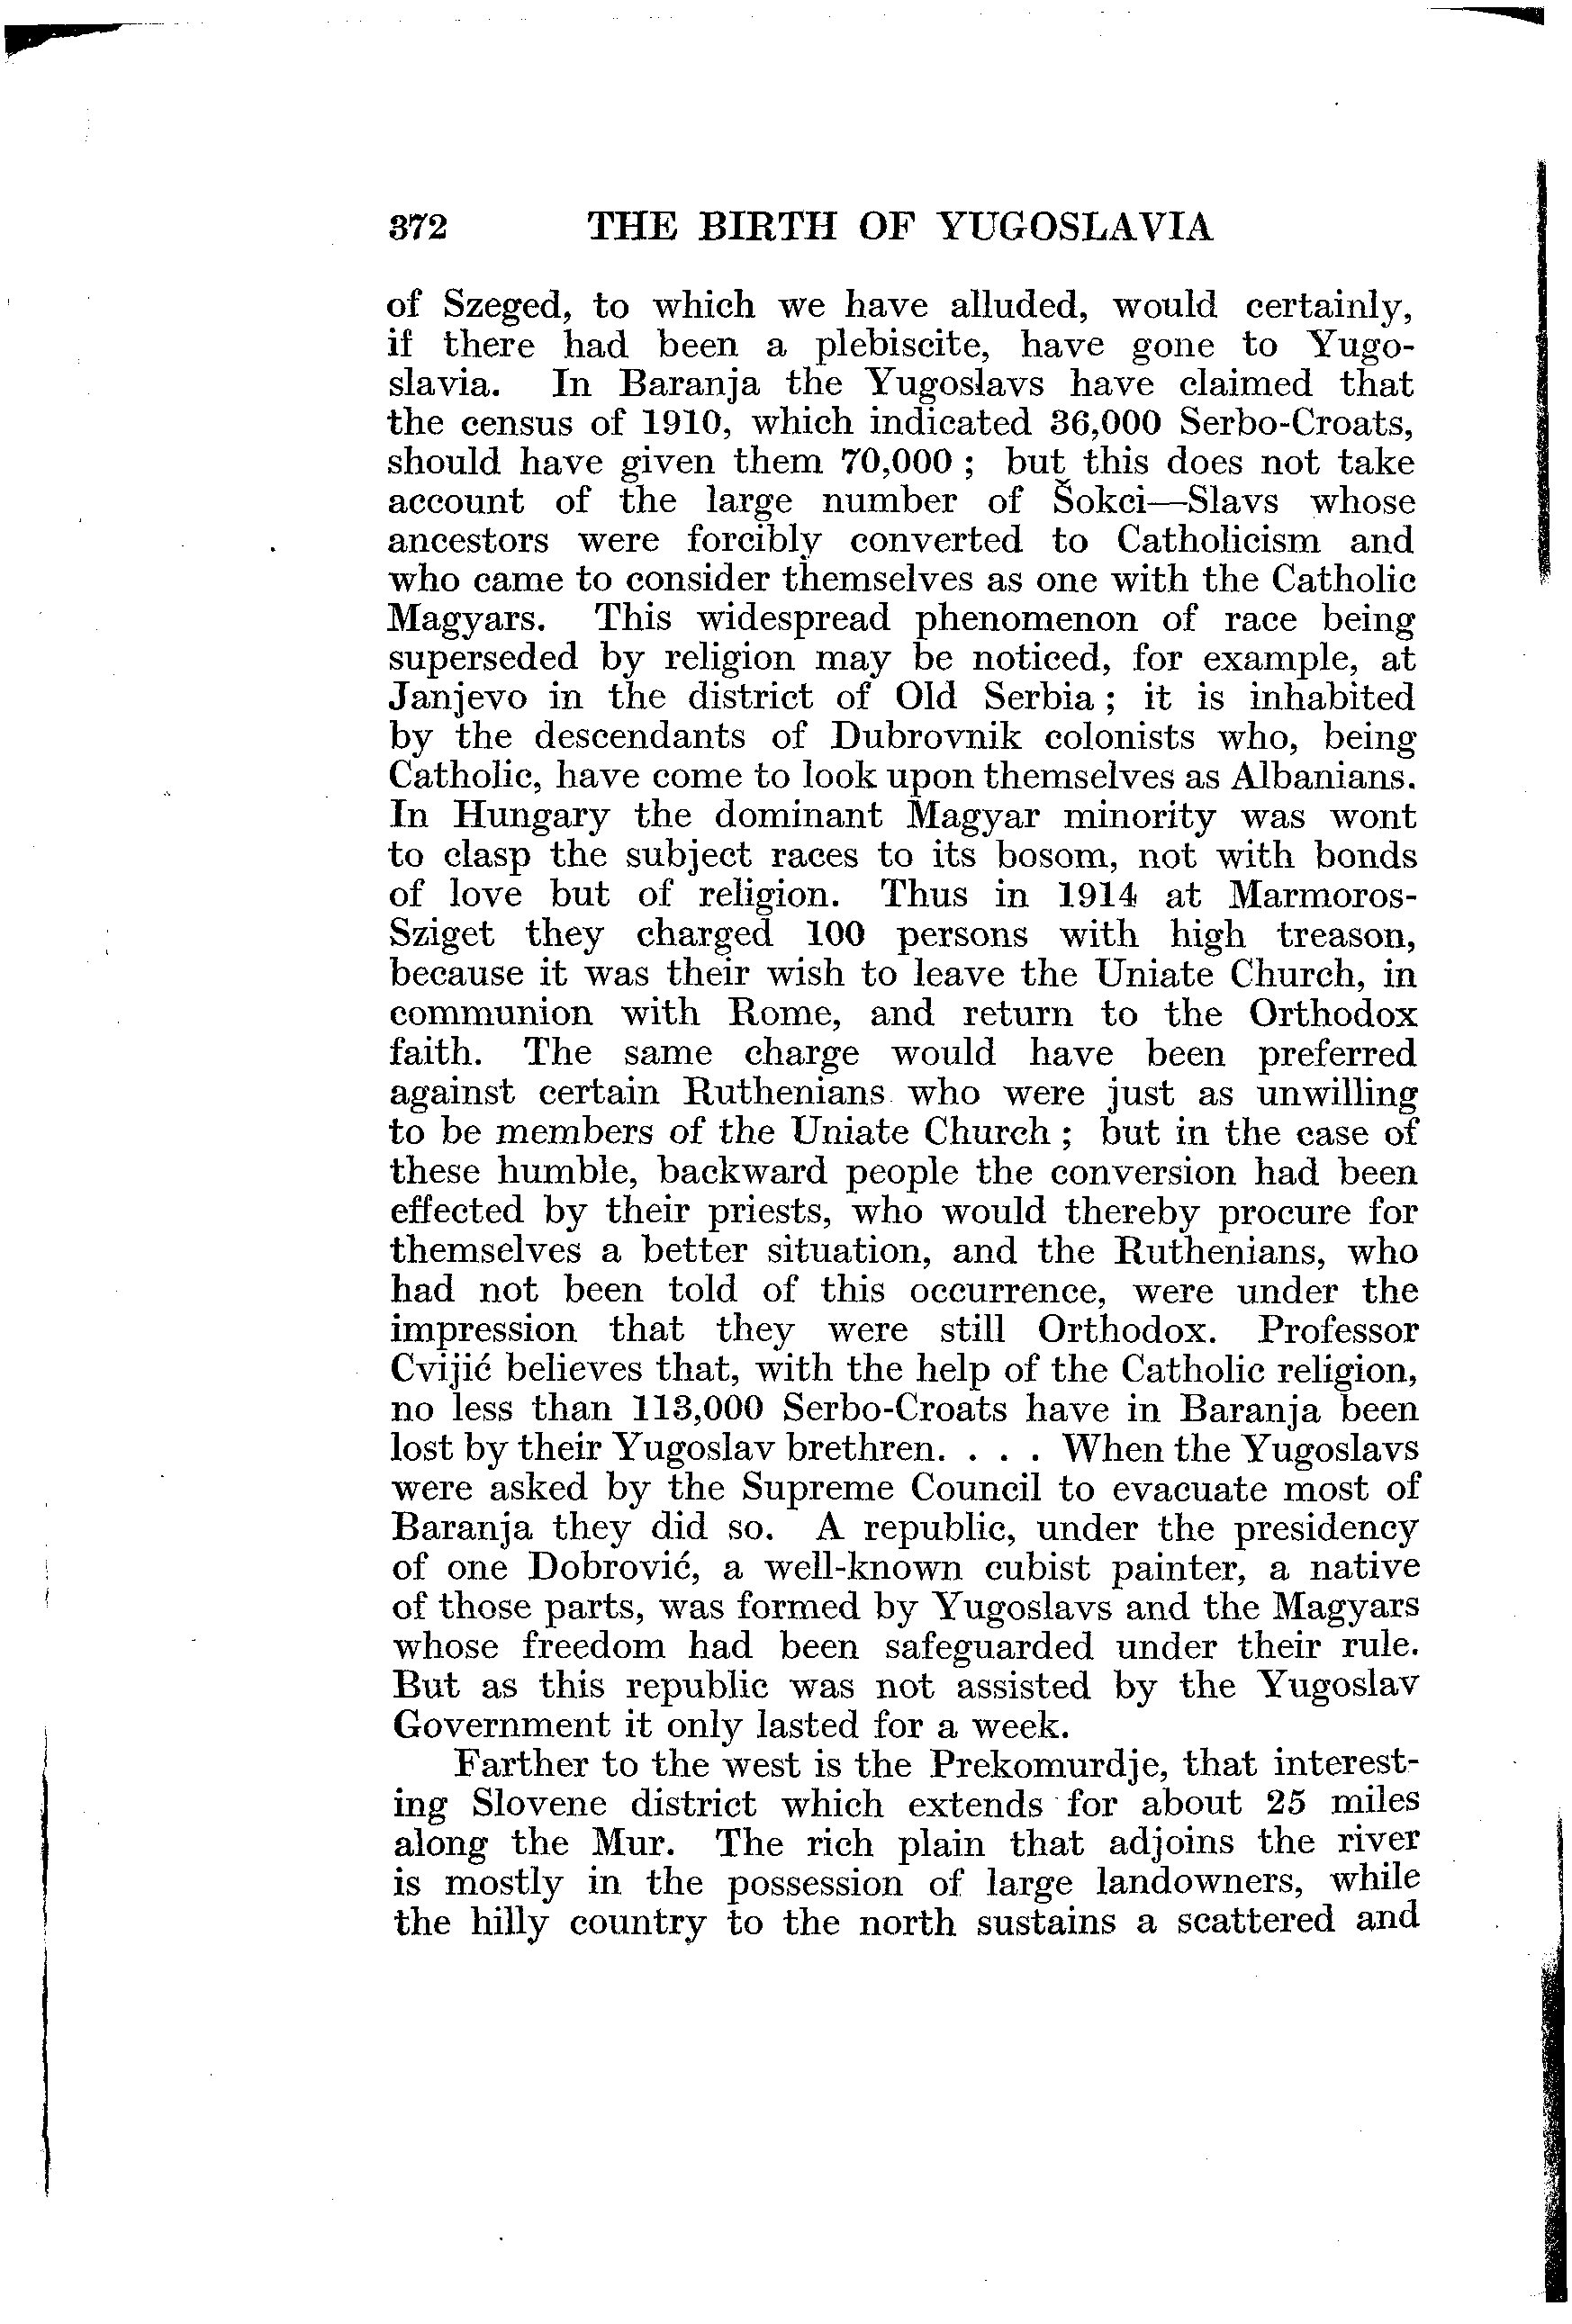 372 THE BIRTH OF YUGOSLAVIA
of Szeged, to which we have alluded, would certainly,
if there had been a plebiscite, have gone to Yugo-
slavia. In Baranja the Yugoslavs have claimed that
the census of 1910, which indicated 36,000 Serbo-Croats,
should have given them 70,000 ; but this does not take
account of the large number of Šokci—Slavs whose
ancestors were forcibly converted to Catholicism and
who came to consider themselves as one with the Catholic
Magyars. This widespread phenomenon of race being
superseded by religion may be noticed, for example, at
Janjevo in the district of Old Serbia ; it is inhabited
by the descendants of Dubrovnik colonists who, being
Catholic, have come to look upon themselves as Albanians.
In Hungary the dominant Magyar minority was wont
to clasp the subject races to its bosom, not with bonds
of love but of religion. Thus in 1914 at Marmoros-
Sziget they charged 100 persons with high treason,
because it was their wish to leave the Uniate Church, in
communion with Rome, and return to the Orthodox
faith. The same charge would have been preferred
against certain Ruthenians who were just as unwilling
to be members of the Uniate Church ; but in the case of
these humble, backward people the conversion had been
effected by their priests, who would thereby procure for
themselves a better situation, and the Ruthenians, who
had not been told of this occurrence, were under the
impression that they were still Orthodox. Professor
Cvijić believes that, with the help of the Catholic religion,
no less than 113,000 Serbo-Croats have in Baranja been
lost by their Yugoslav brethren. . . . When the Yugoslavs
were asked by the Supreme Council to evacuate most of
Baranja they did so. A republic, under the presidency
of one Dobrović, a well-known cubist painter, a native
of those parts, was formed by Yugoslavs and the Magyars
whose freedom had been safeguarded under their rule.
But as this republic was not assisted by the Yugoslav
Government it only lasted for a week.
Farther to the west is the Prekomurdje, that interest-
ing Slovene district which extends for about 25 miles
along the Mur. The rich plain that adjoins the river
is mostly in the possession of large landowners, while
the hilly country to the north sustains a scattered and